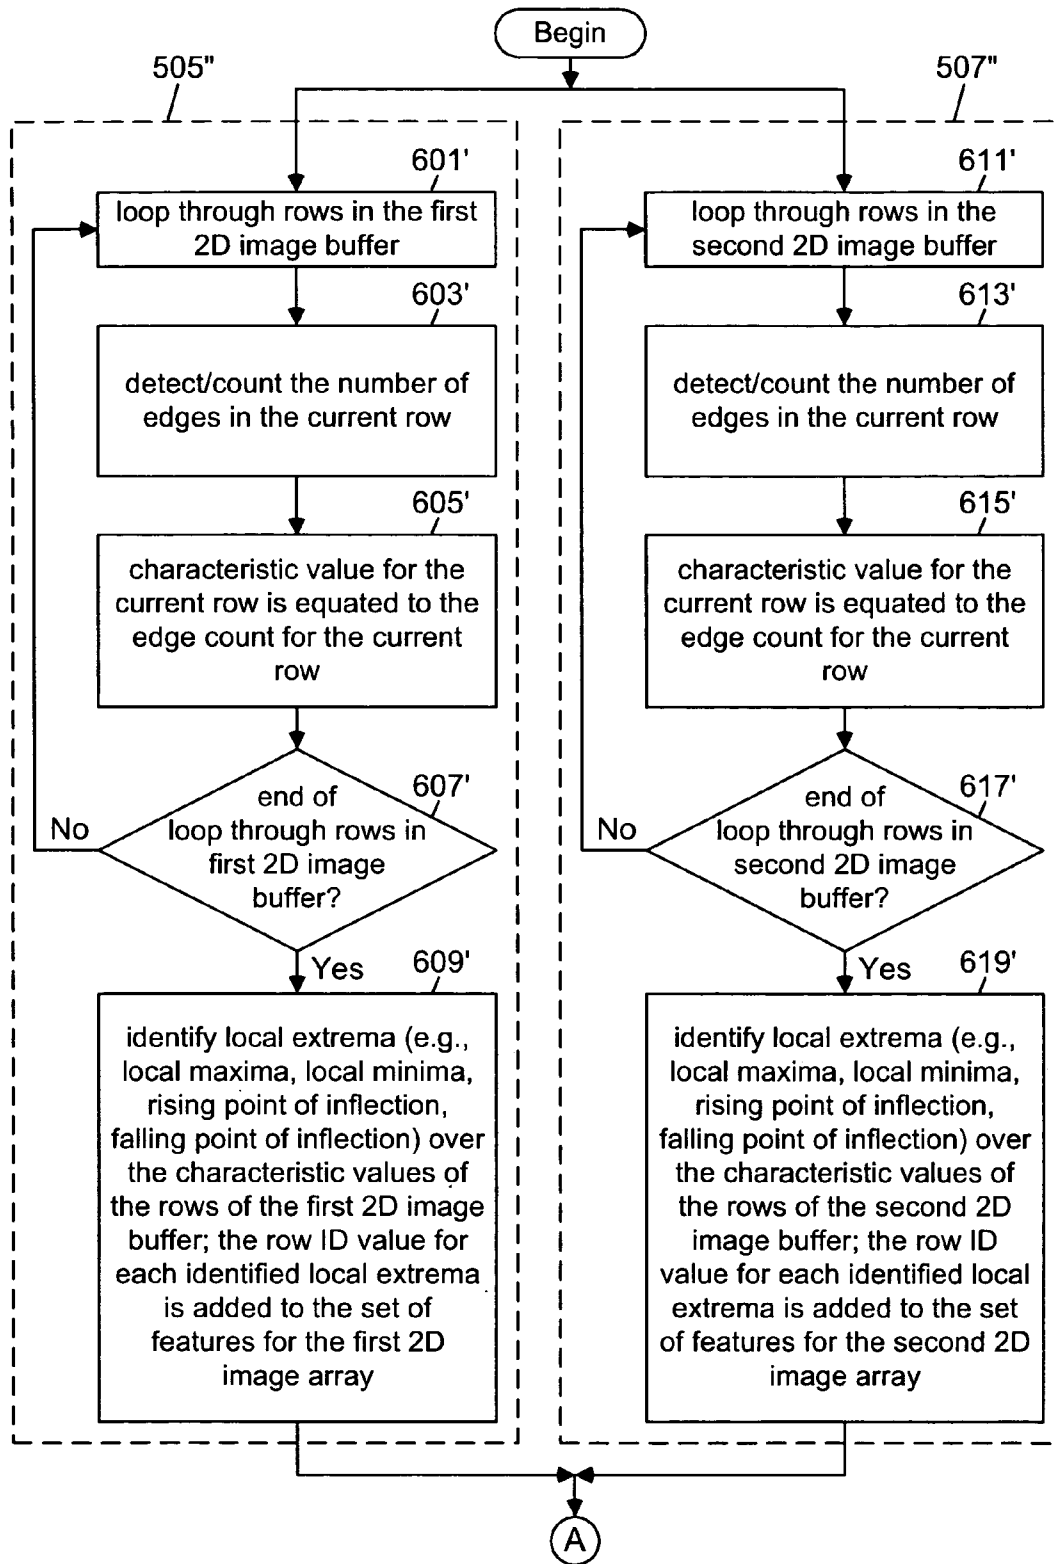 Begin
505"
601'
loop through rows in the first
2D image buffer
603'
detect/count the number of
edges in the current row
605'
characteristic value for the
current row is equated to the
edge count for the current
row
607'
end of
loop through rows in
first 2D image
buffer?
No
Yes
609'
identify local extrema (e.g.,
local maxima, local minima,
rising point of inflection,
falling point of inflection) over
the characteristic values of
the rows of the first 2D image
buffer; the row ID value for
each identified local extrema
is added to the set of
features for the first 2D
image array
507"
611'
loop through rows in the
second 2D image buffer
613'
detect/count the number of
edges in the current row
615'
characteristic value for the
current row is equated to the
edge count for the current
row
617'
end of
loop through rows in
second 2D image
buffer?
No
Yes
619'
identify local extrema (e.g.,
local maxima, local minima,
rising point of inflection,
falling point of inflection) over
the characteristic values of
the rows of the second 2D
image buffer; the row ID
value for each identified local
extrema is added to the set
of features for the second 2D
image array
A